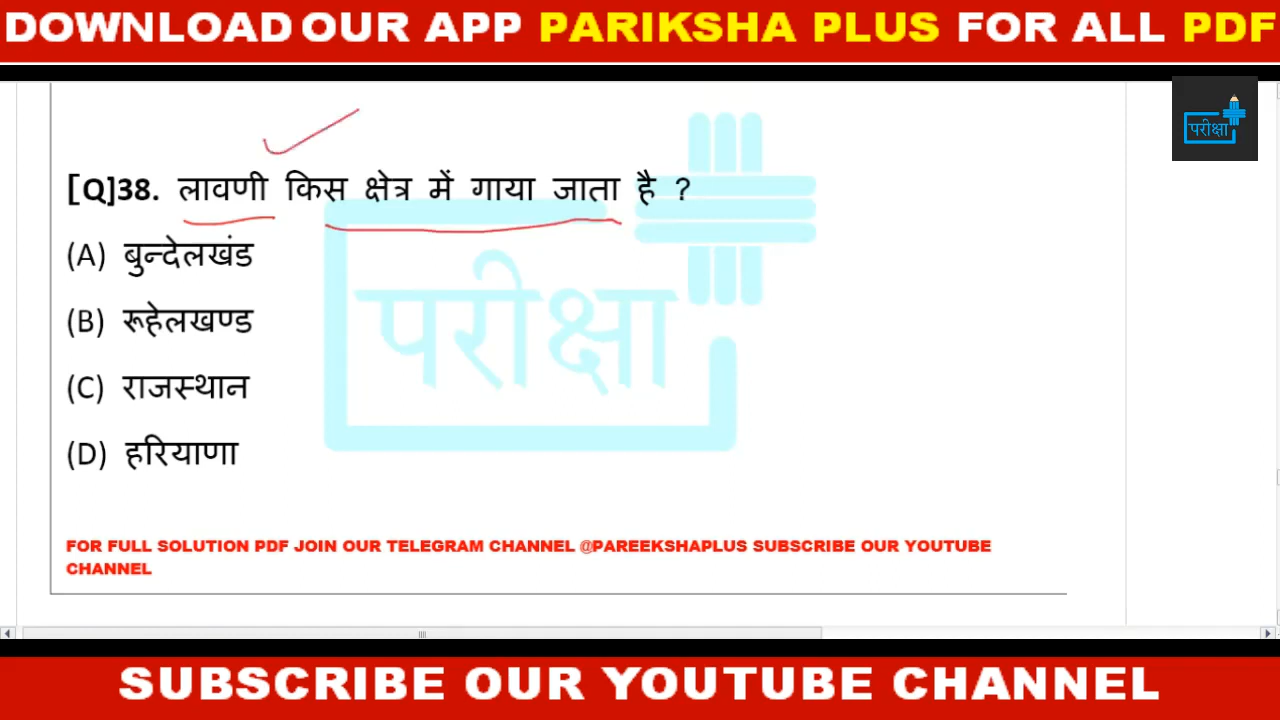 DOWNLOAD OUR APP PARIKSHA PLUS FOR ALL PDF
परीक्षा
[Q]38. लावणी किस क्षेत्र में गाया जाता है ?
(A) बुन्देलखंड
(B) रूहेलखण्ड
परीक्षा
(C) राजस्थान
(D) हरियाणा
FOR FULL SOLUTION PDF JOIN OUR TELEGRAM CHANNEL @PAREEKSHAPLUS SUBSCRIBE OUR YOUTUBE
CHANNEL
SUBSCRIBE OUR YOUTUBE CHANNEL